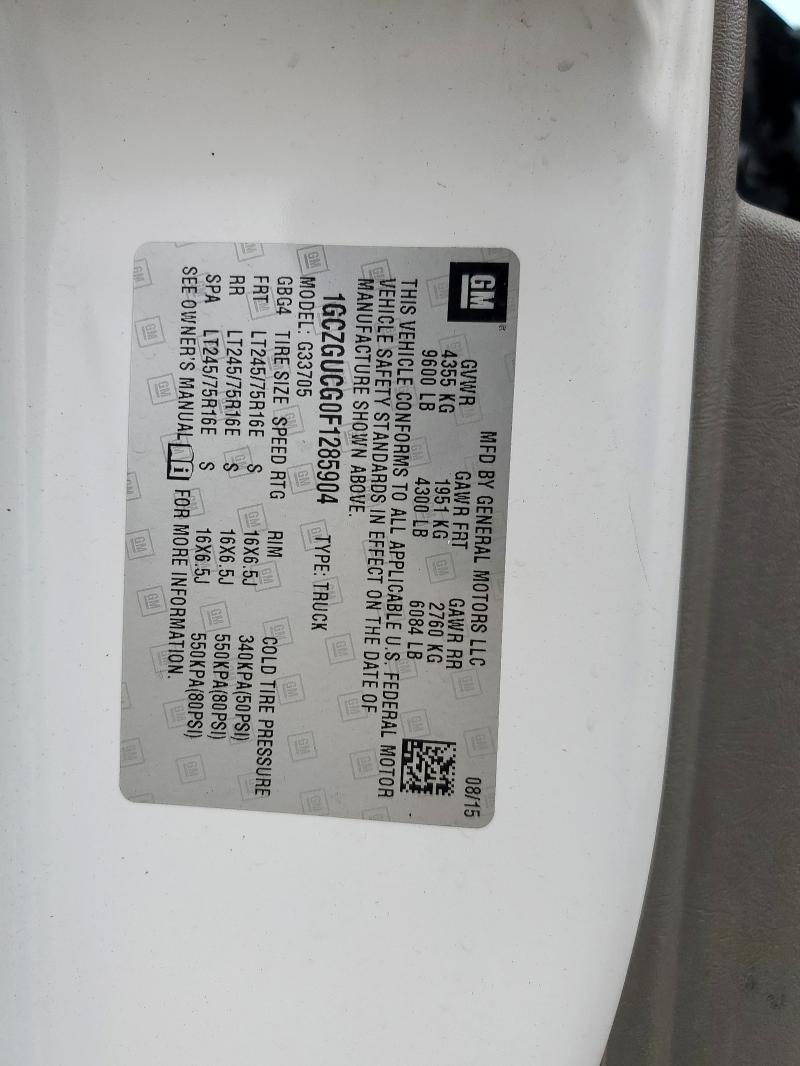 GM
MFD BY GENERAL MOTORS LLC 08/15
GVWR GAWR FRT GAWR RR
4355 KG 1951 KG 2760 KG
9600 LB 4300 LB 6084 LB
THIS VEHICLE CONFORMS TO ALL APPLICABLE U.S. FEDERAL MOTOR
VEHICLE SAFETY STANDARDS IN EFFECT ON THE DATE OF
MANUFACTURE SHOWN ABOVE.
1GCZGUCG0F1285904 TYPE: TRUCK
MODEL: G33705
GBG4 TIRE SIZE SPEED RTG RIM COLD TIRE PRESSURE
FRT LT245/75R16E S 16X6.5J 340KPA(50PSI)
RR LT245/75R16E S 16X6.5J 550KPA(80PSI)
SPA LT245/75R16E S 16X6.5J 550KPA(80PSI)
SEE OWNER'S MANUAL FOR MORE INFORMATION.